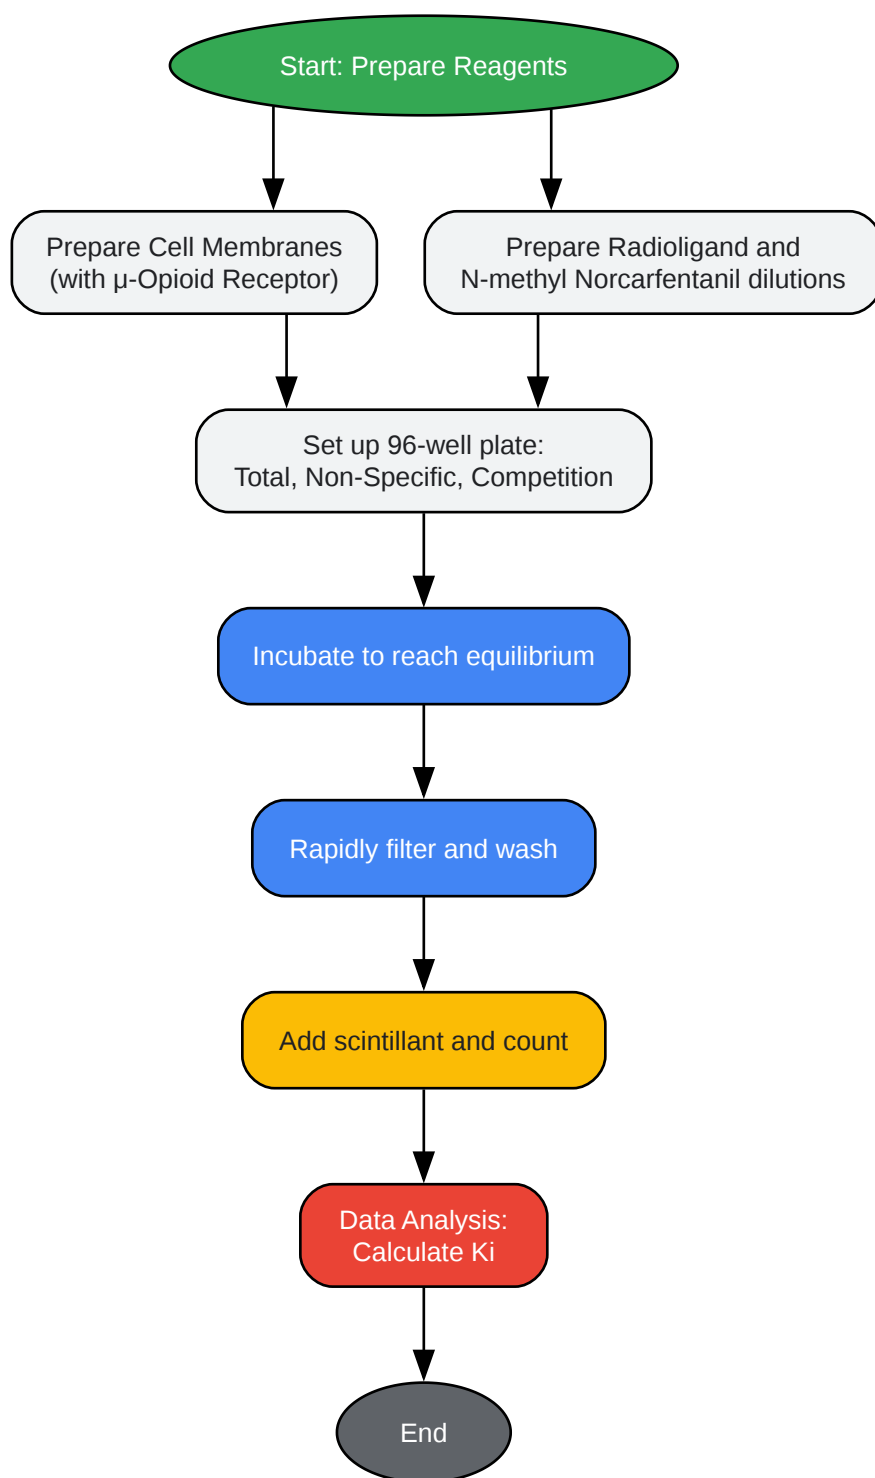 Start: Prepare Reagents
Prepare Cell Membranes
(with μ-Opioid Receptor)
Prepare Radioligand and
N-methyl Norcarfentanil dilutions
Set up 96-well plate:
Total, Non-Specific, Competition
Incubate to reach equilibrium
Rapidly filter and wash
Add scintillant and count
Data Analysis:
Calculate Ki
End